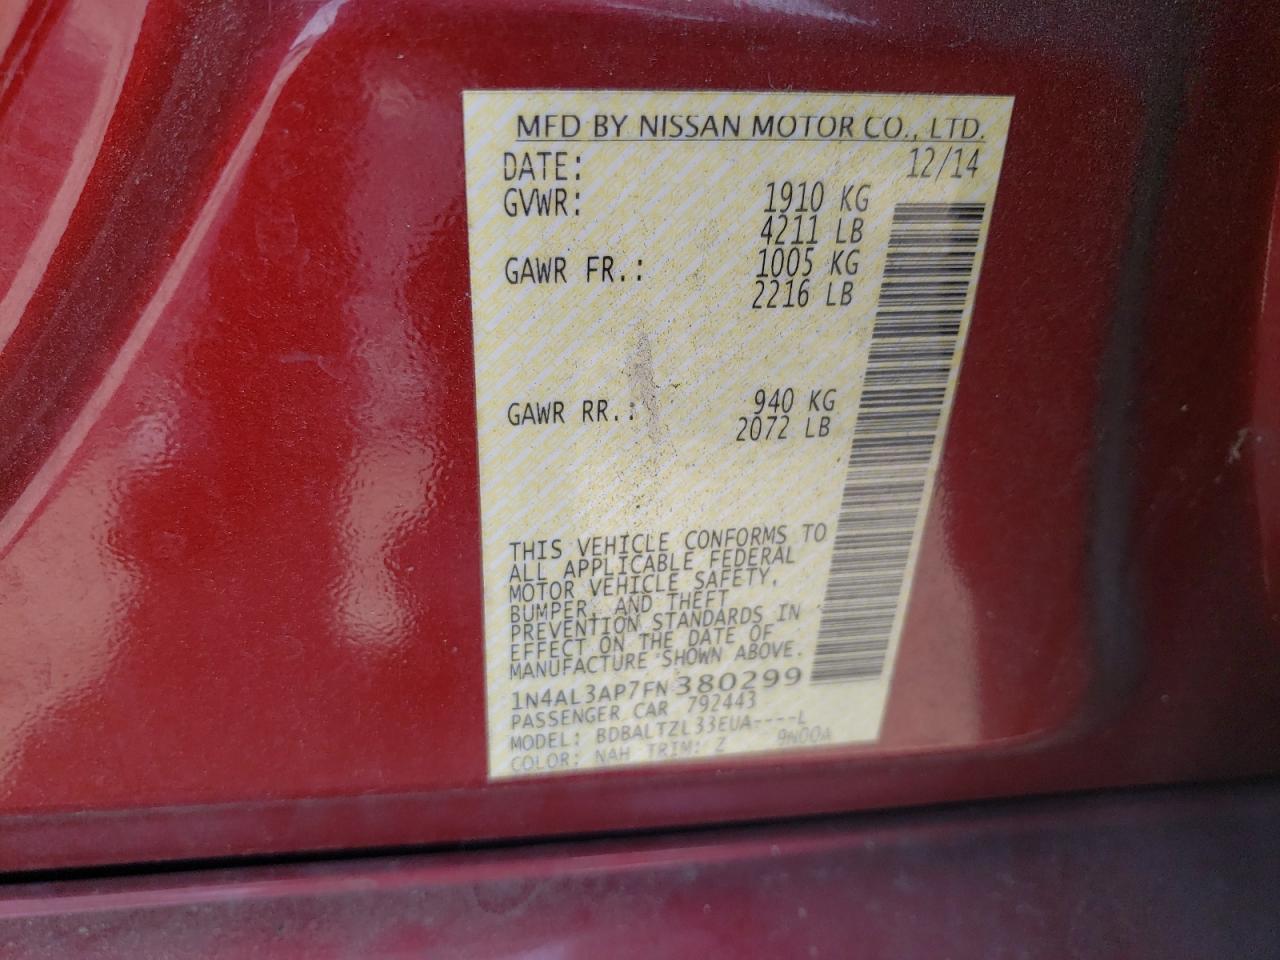 MFD BY NISSAN MOTOR CO., LTD.
DATE: 12/14
GVWR: 1910 KG
4211 LB
GAWR FR.: 1005 KG
2216 LB
GAWR RR.: 940 KG
2072 LB
THIS VEHICLE CONFORMS TO
ALL APPLICABLE FEDERAL
MOTOR VEHICLE SAFETY,
BUMPER, AND THEFT
PREVENTION STANDARDS IN
EFFECT ON THE DATE OF
MANUFACTURE SHOWN ABOVE.
1N4AL3AP7FN380299
PASSENGER CAR 792443
MODEL: BDBALTZL33EUA----L
COLOR: NAH TRIM: Z 9N00A